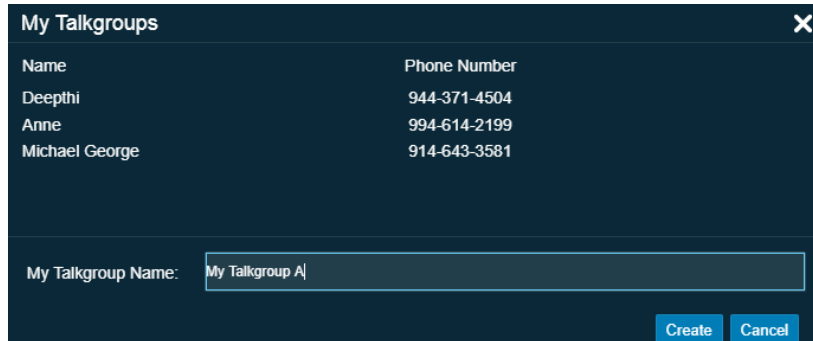 My Talkgroups
Name Phone Number
Deepthi 944-371-4504
Anne 994-614-2199
Michael George 914-643-3581
My Talkgroup Name: My Talkgroup A
Create Cancel